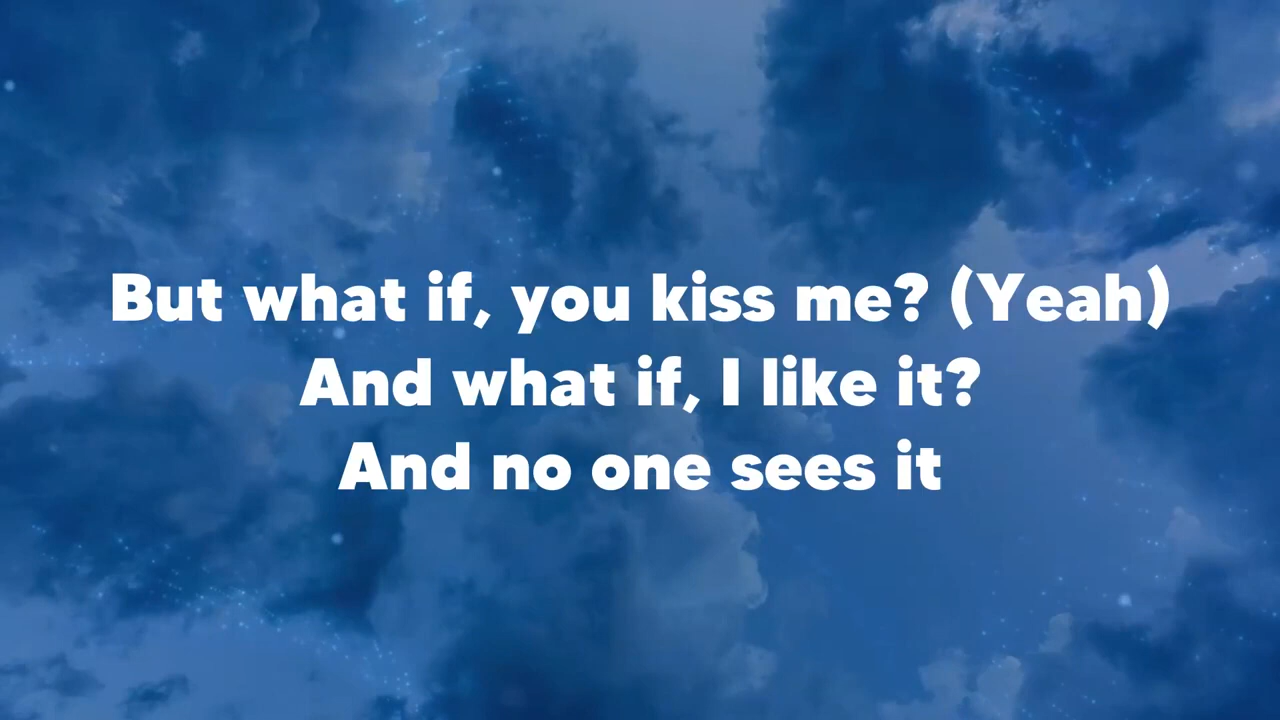 But what if, you kiss me? (Yeah)
And what if, I like it?
And no one sees it